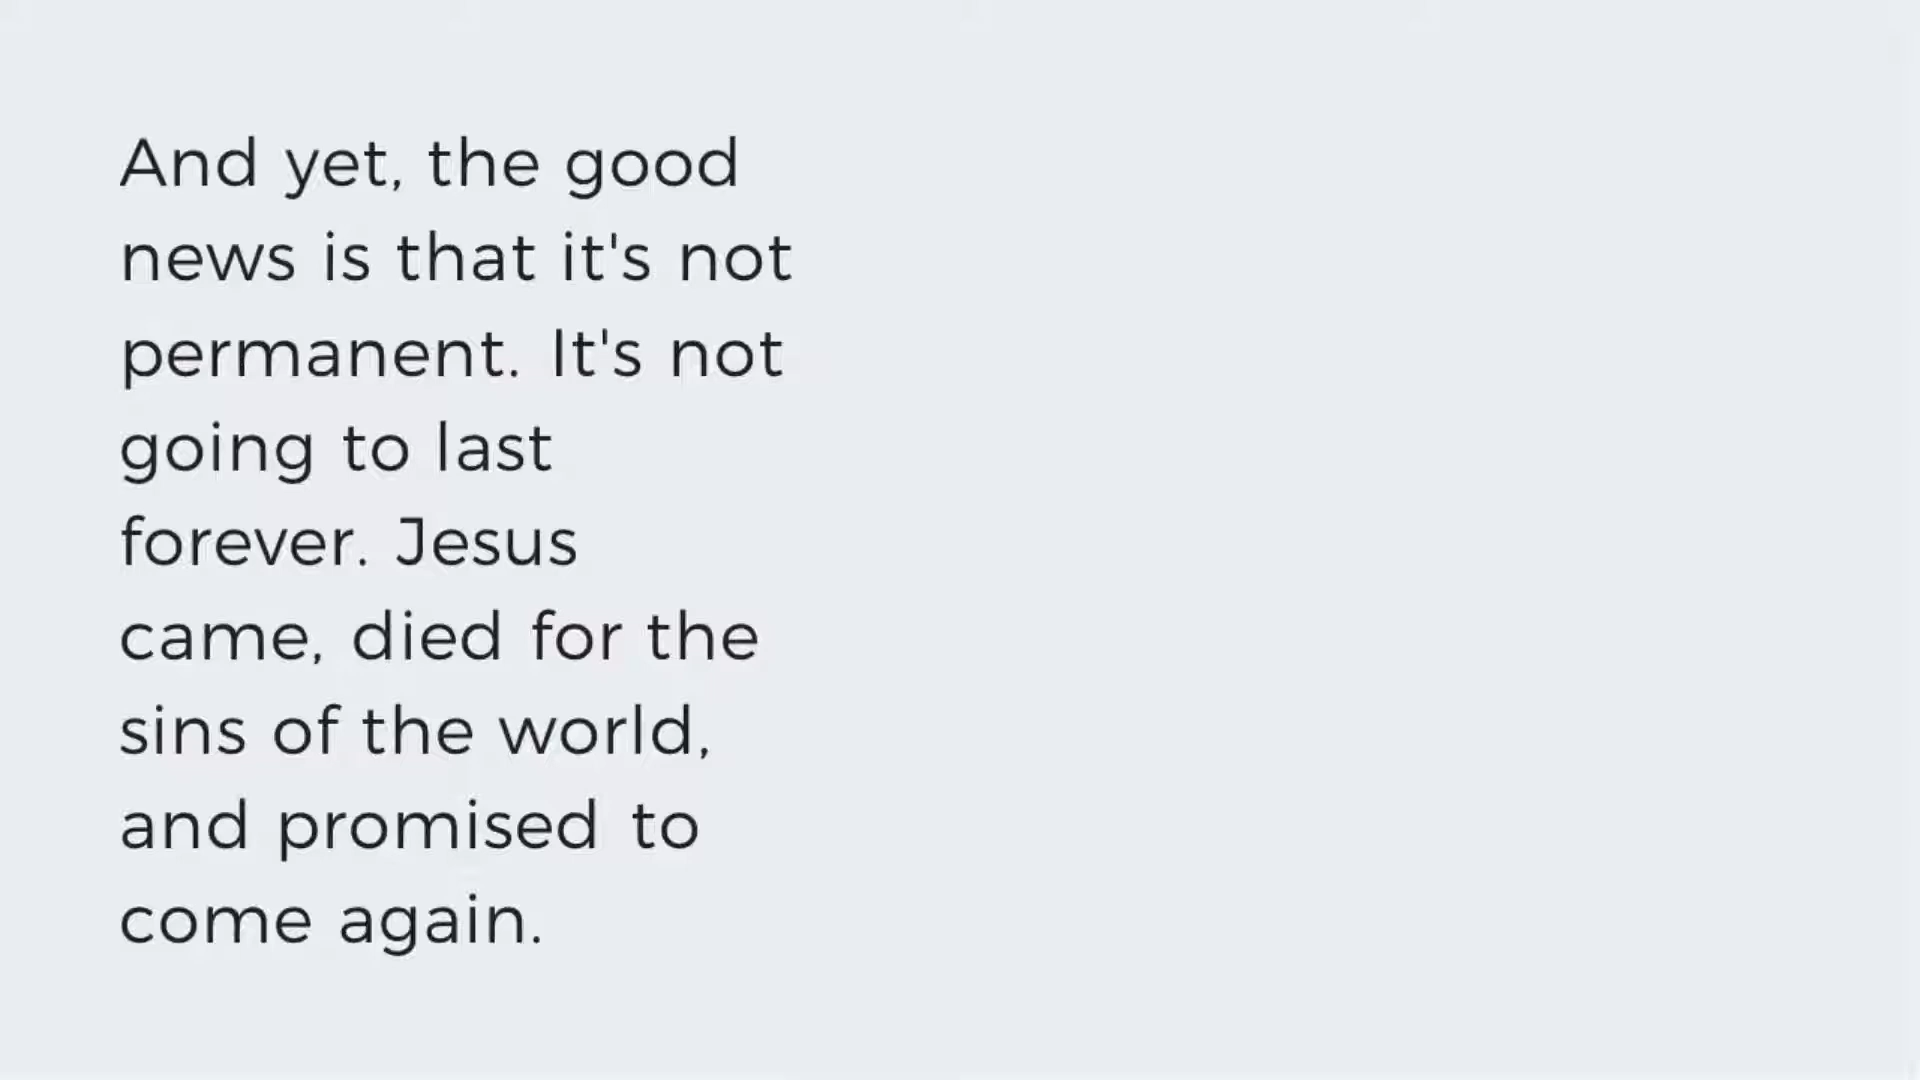 And yet, the good
news is that it's not
permanent. It's not
going to last
forever. Jesus
came, died for the
sins of the world,
and promised to
come again.